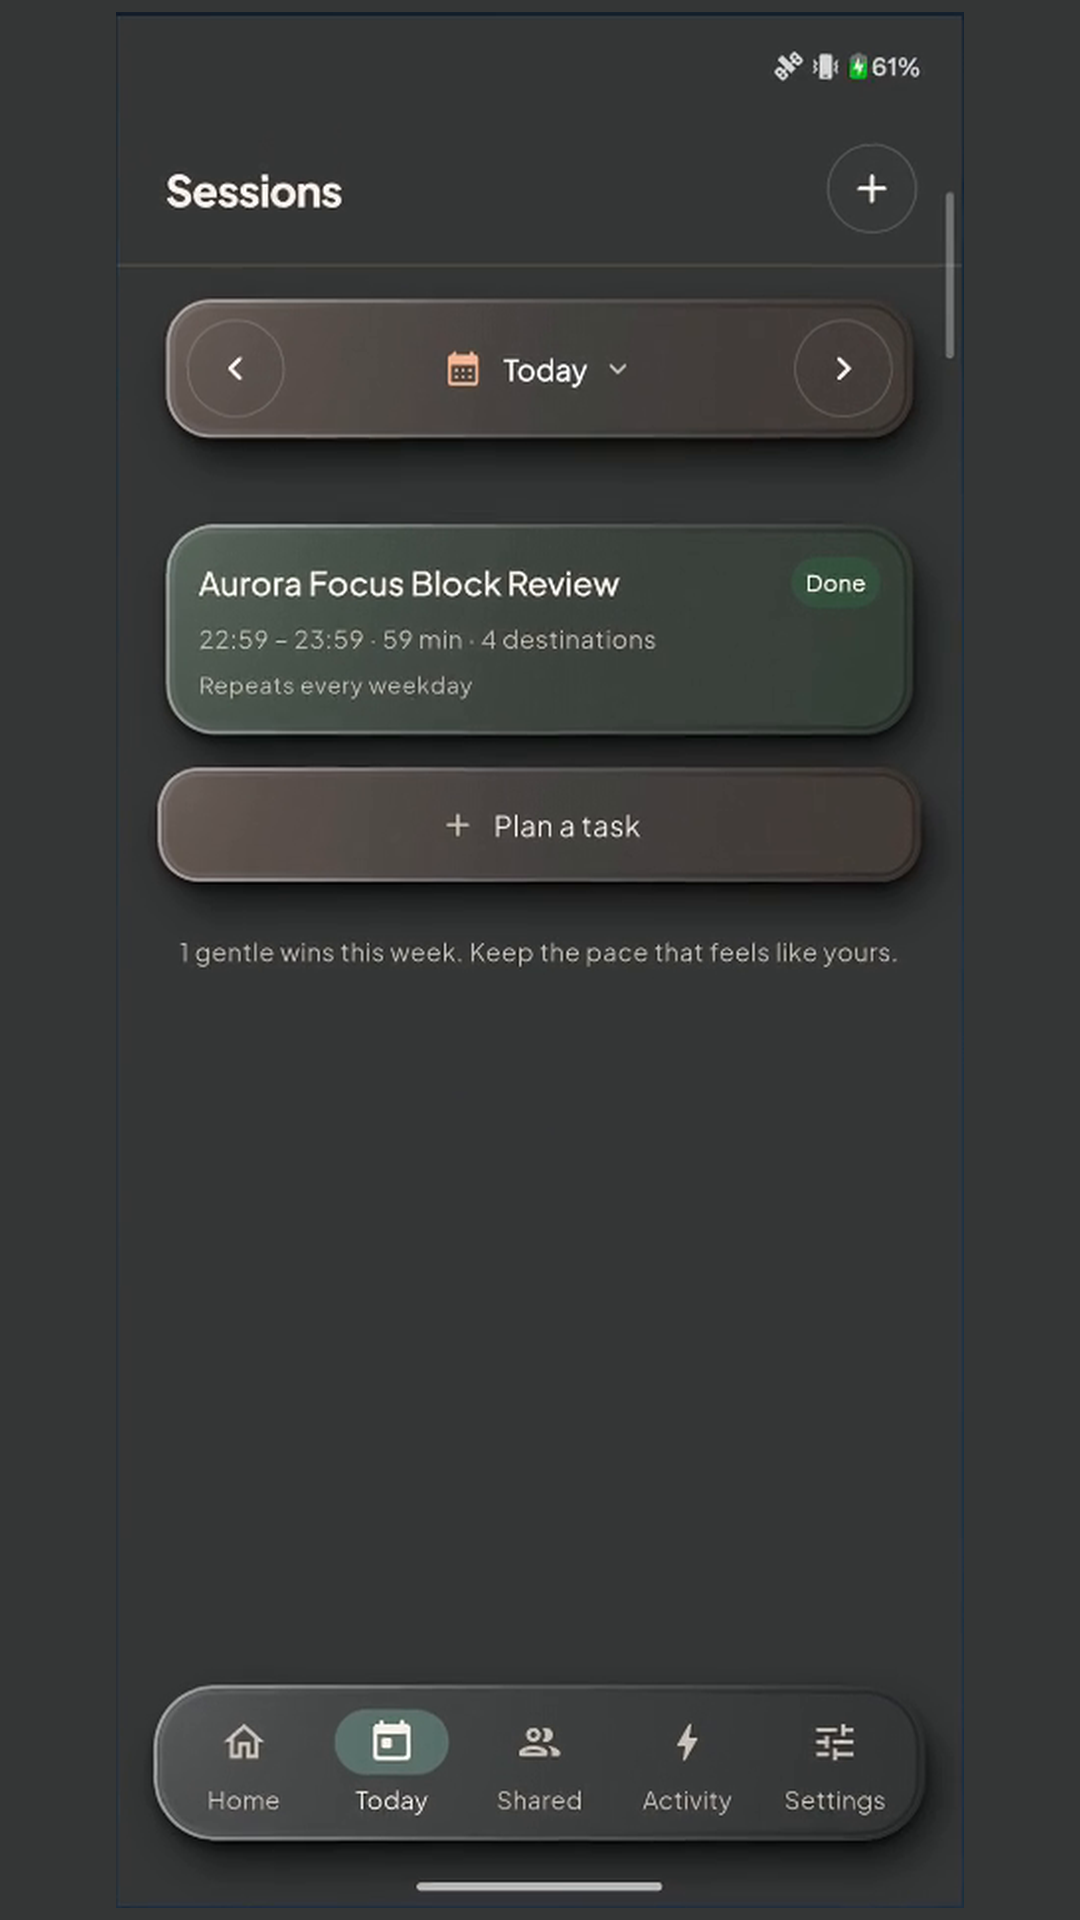 61%
Sessions
Today
Aurora Focus Block Review
Done
22:59 – 23:59 · 59 min · 4 destinations
Repeats every weekday
+ Plan a task
1 gentle wins this week. Keep the pace that feels like yours.
Home Today Shared Activity Settings